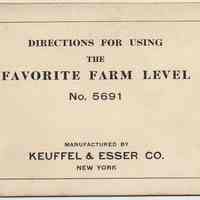 DIRECTIONS FOR USING
THE
FAVORITE FARM LEVEL
No. 5691
MANUFACTURED BY
KEUFFEL & ESSER CO.
NEW YORK